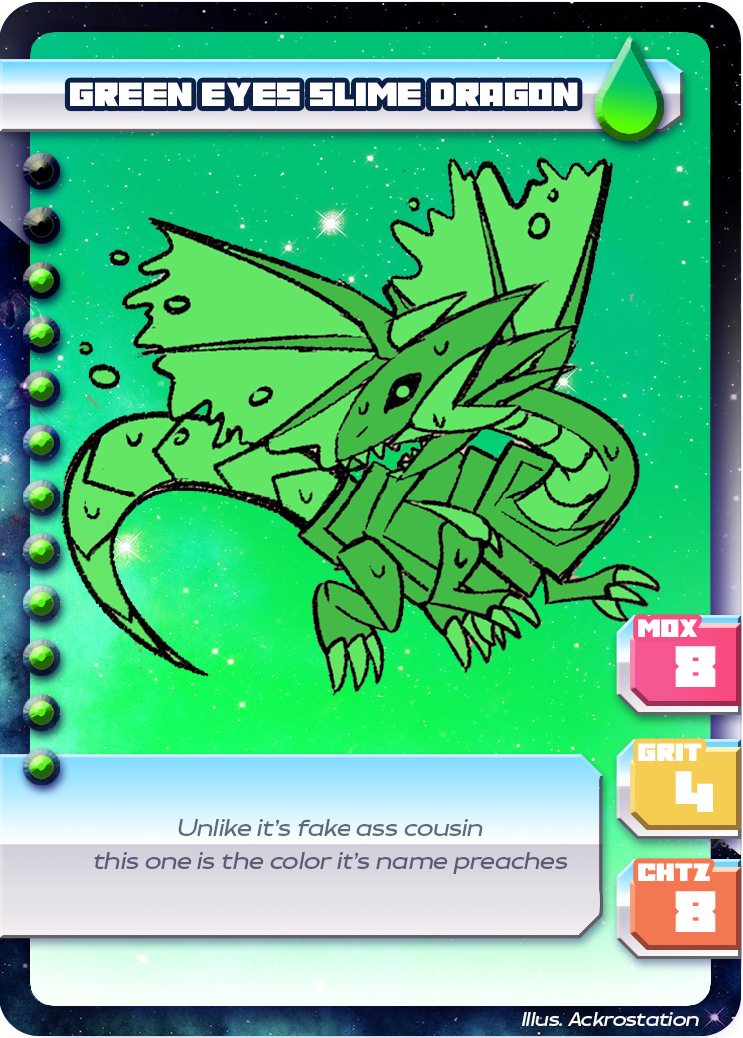 GREEN EYES SLIME DRAGON
MOX
8
GRIT
4
CHTZ
8
Unlike it's fake ass cousin
this one is the color it's name preaches
Illus. Ackrostation